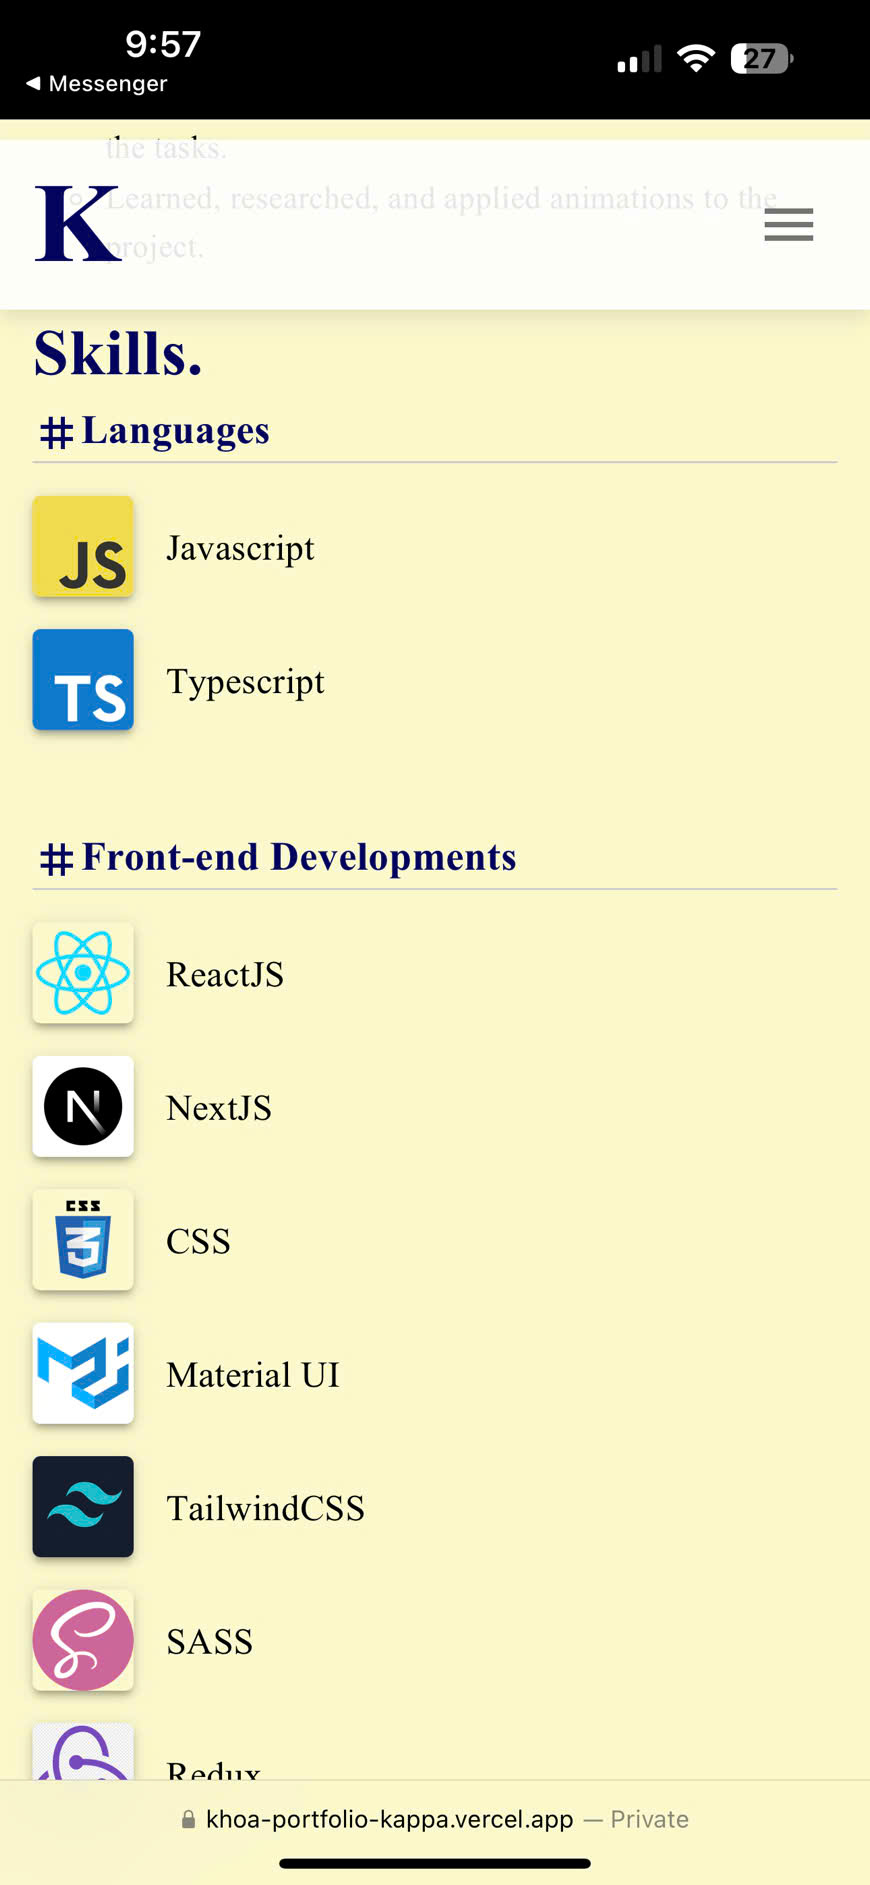 9:57
27
◀ Messenger
the tasks.
Learned, researched, and applied animations to the
project.
K
Skills.
# Languages
JS
Javascript
TS
Typescript
# Front-end Developments
ReactJS
N
NextJS
CSS
3
CSS
Material UI
TailwindCSS
S
SASS
Redux
khoa-portfolio-kappa.vercel.app — Private